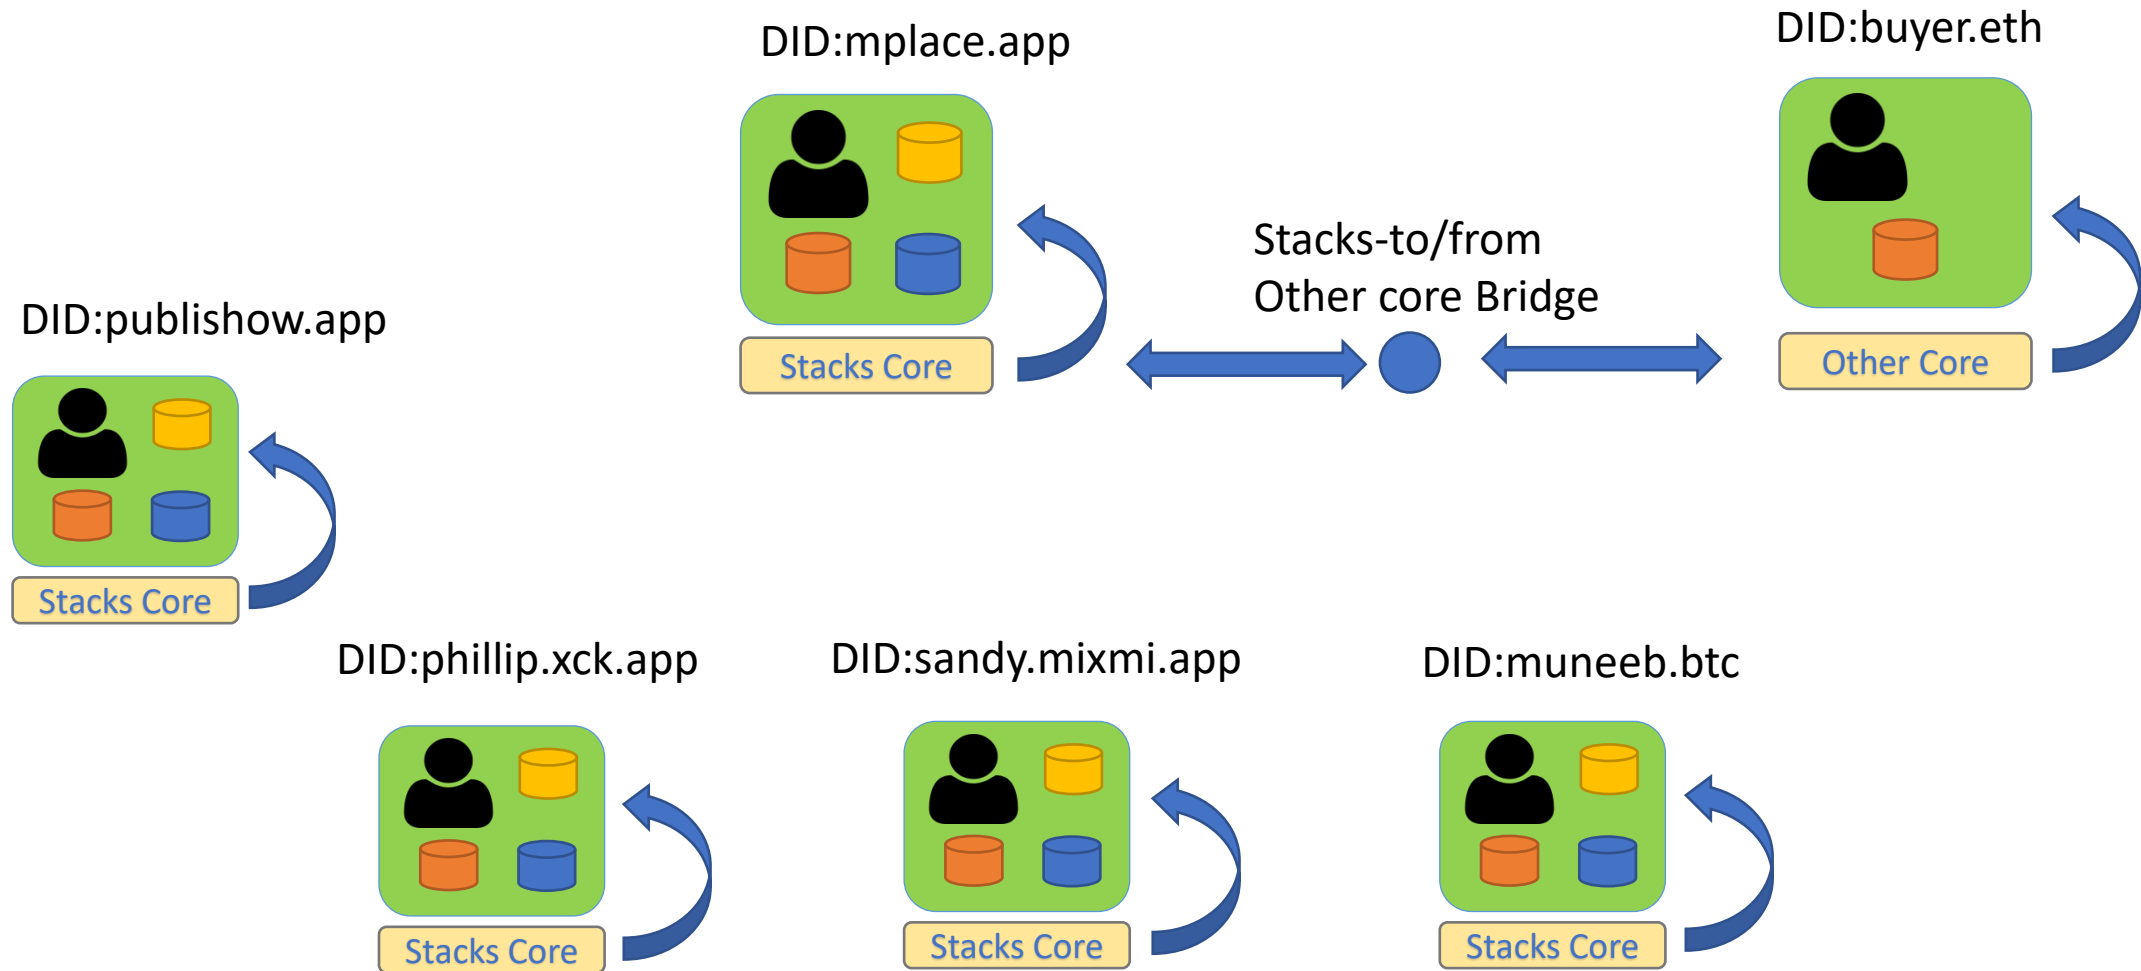 DID:mplace.app
DID:buyer.eth
Stacks-to/from
Other core Bridge
DID:publishow.app
Stacks Core
Other Core
Stacks Core
DID:phillip.xck.app
DID:sandy.mixmi.app
DID:muneeb.btc
Stacks Core
Stacks Core
Stacks Core